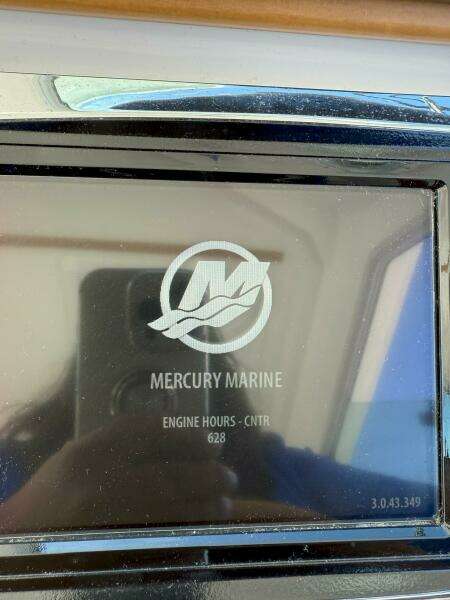 MERCURY MARINE
ENGINE HOURS - CNTR
628
3.0.43.349